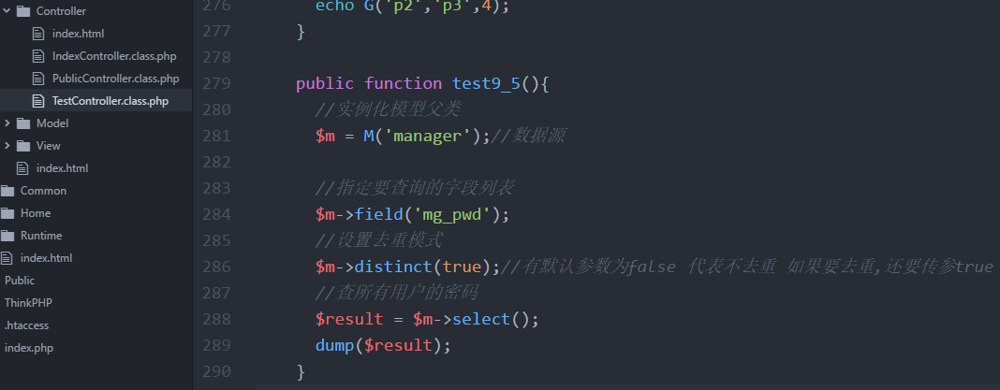 Controller
index.html
IndexController.class.php
PublicController.class.php
TestController.class.php
Model
View
index.html
Common
Home
Runtime
index.html
Public
ThinkPHP
.htaccess
index.php
276 echo G('p2','p3',4);
277 }
278
279 public function test9_5(){
280 //实例化模型父类
281 $m = M('manager');//数据源
282
283 //指定要查询的字段列表
284 $m->field('mg_pwd');
285 //设置去重模式
286 $m->distinct(true);//有默认参数为false 代表不去重 如果要去重,还要传参true
287 //查所有用户的密码
288 $result = $m->select();
289 dump($result);
290 }